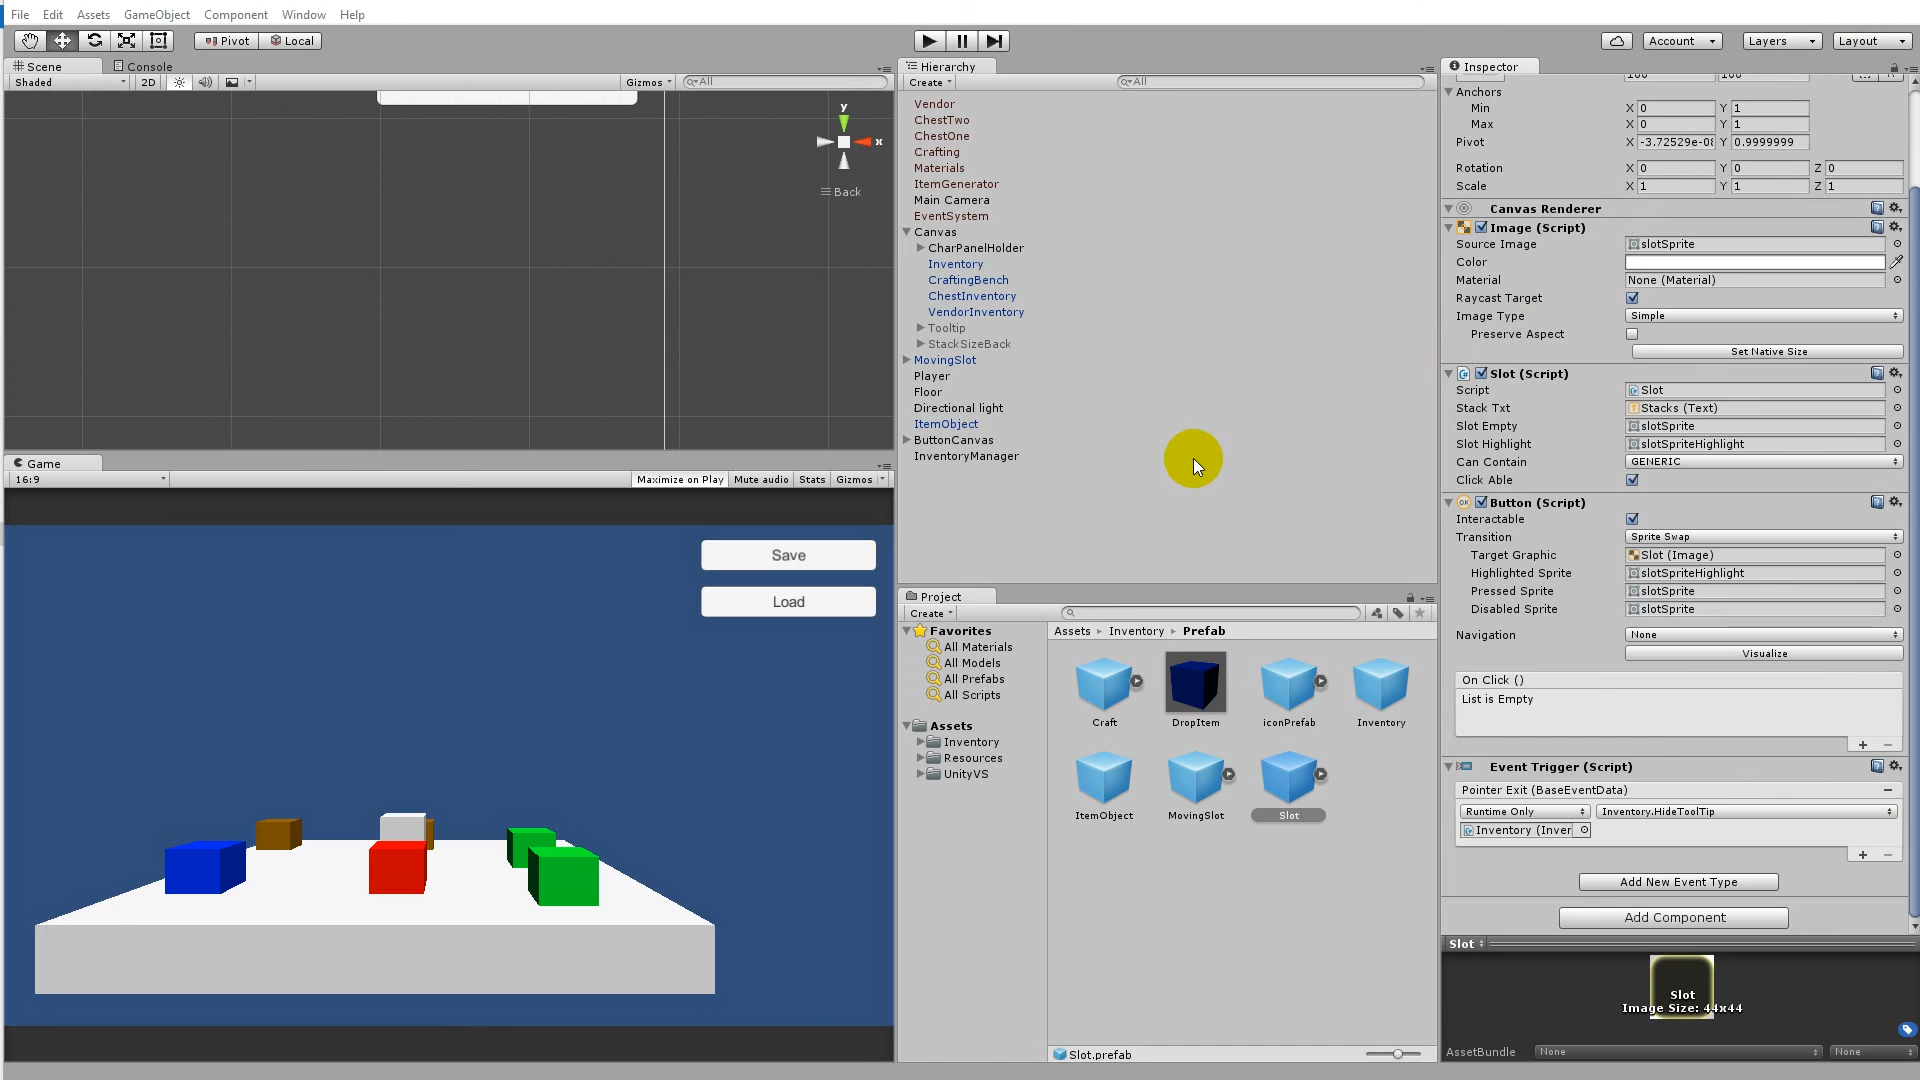 File Edit Assets GameObject Component Window Help
Pivot Local
Account Layers Layout
Scene Console
Shaded 2D Gizmos All
y
x
Back
Game
16:9 Maximize on Play Mute audio Stats Gizmos
Save
Load
Hierarchy
Create All
Vendor
ChestTwo
ChestOne
Crafting
Materials
ItemGenerator
Main Camera
EventSystem
Canvas
CharPanelHolder
Inventory
CraftingBench
ChestInventory
VendorInventory
Tooltip
StackSizeBack
MovingSlot
Player
Floor
Directional light
ItemObject
ButtonCanvas
InventoryManager
Project
Create
Favorites
All Materials
All Models
All Prefabs
All Scripts
Assets
Inventory
Resources
UnityVS
Assets Inventory Prefab
Craft DropItem iconPrefab Inventory
ItemObject MovingSlot Slot
Slot.prefab
Inspector
Anchors
Min X 0 Y 1
Max X 0 Y 1
Pivot X -3.72529e-08 Y 0.9999999
Rotation X 0 Y 0 Z 0
Scale X 1 Y 1 Z 1
Canvas Renderer
Image (Script)
Source Image slotSprite
Color
Material None (Material)
Raycast Target
Image Type Simple
Preserve Aspect
Set Native Size
Slot (Script)
Script Slot
Stack Txt Stacks (Text)
Slot Empty slotSprite
Slot Highlight slotSpriteHighlight
Can Contain GENERIC
Click Able
Button (Script)
Interactable
Transition Sprite Swap
Target Graphic Slot (Image)
Highlighted Sprite slotSpriteHighlight
Pressed Sprite slotSprite
Disabled Sprite slotSprite
Navigation None
Visualize
On Click ()
List is Empty
Event Trigger (Script)
Pointer Exit (BaseEventData)
Runtime Only Inventory.HideToolTip
Inventory (Inver
Add New Event Type
Add Component
Slot
Slot
Image Size: 44x44
AssetBundle None None